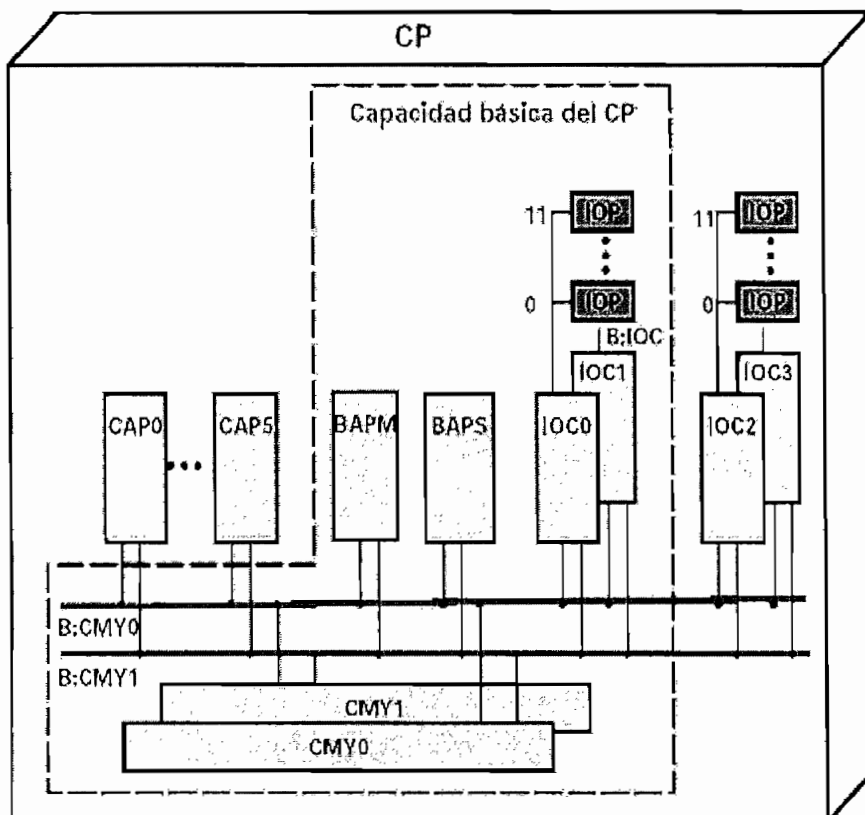 CP
Capacidad básica del CP
11 IOP 11 IOP
0 IOP 0 IOP
B:IOC
IOC1 IOC3
CAP0 CAP5 BAPM BAPS IOC0 IOC2
B:CMY0
B:CMY1
CMY1
CMY0